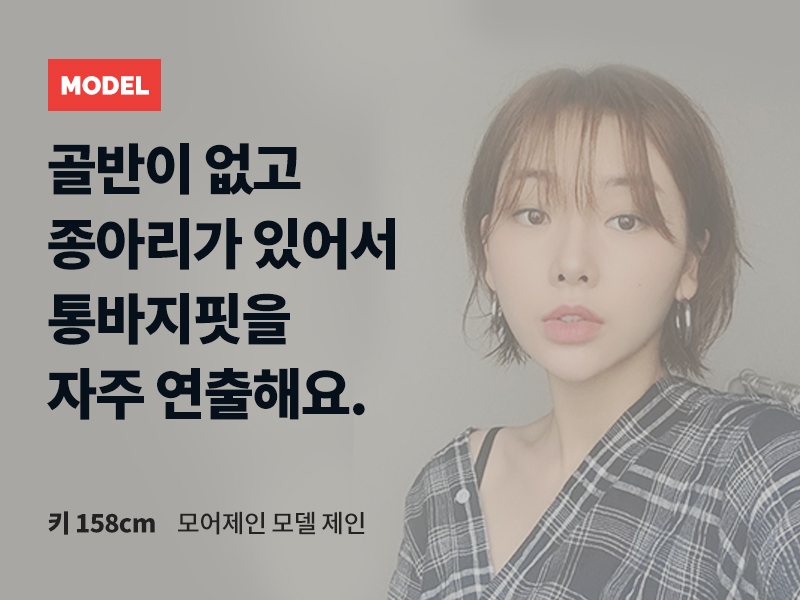 MODEL
골반이 없고
종아리가 있어서
통바지핏을
자주 연출해요.
키 158cm 모어제인 모델 제인